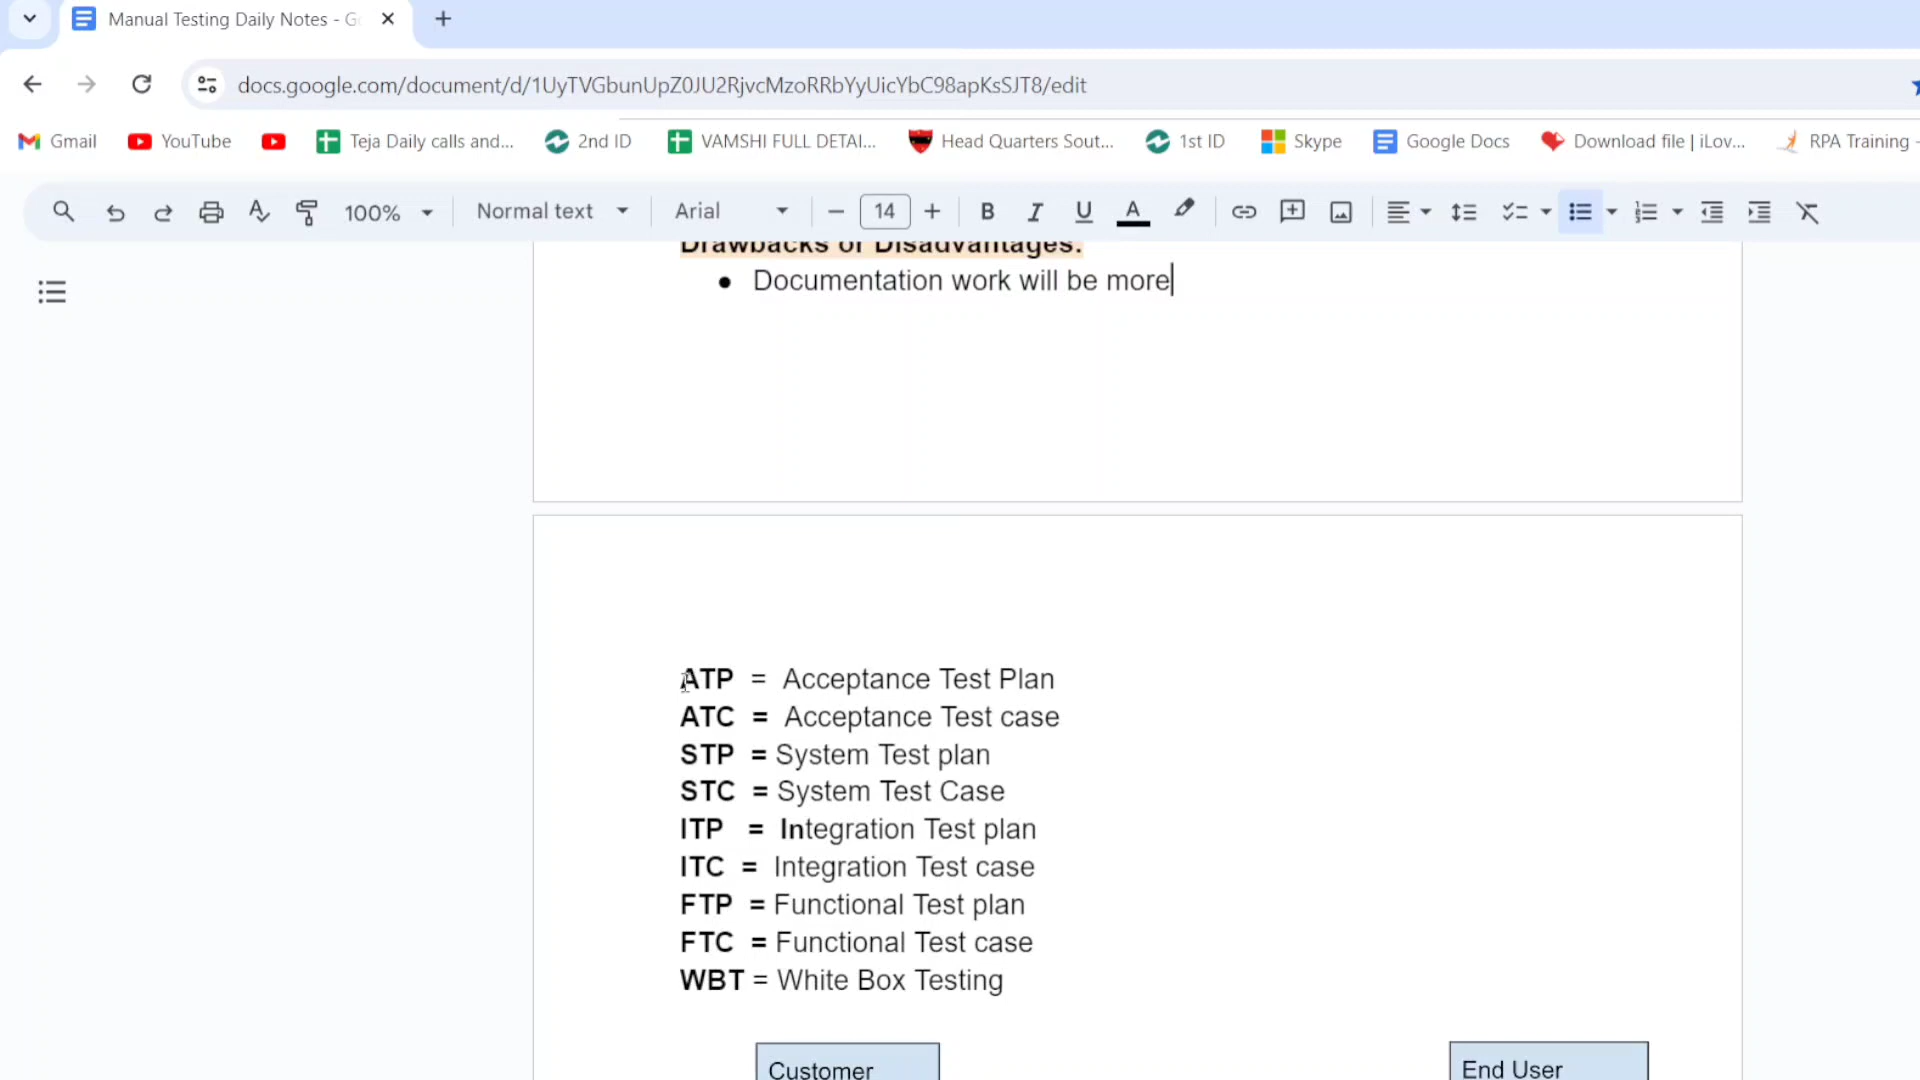 Manual Testing Daily Notes - Go
docs.google.com/document/d/1UyTVGbunUpZ0JU2RjvcMzoRRbYyUicYbC98apKsSJT8/edit
Gmail YouTube Teja Daily calls and... 2nd ID VAMSHI FULL DETAI... Head Quarters Sout... 1st ID Skype Google Docs Download file | iLov... RPA Training -
100% Normal text Arial 14 B I U A
Drawbacks or Disadvantages:
● Documentation work will be more
ATP = Acceptance Test Plan
ATC = Acceptance Test case
STP = System Test plan
STC = System Test Case
ITP = Integration Test plan
ITC = Integration Test case
FTP = Functional Test plan
FTC = Functional Test case
WBT = White Box Testing
Customer End User